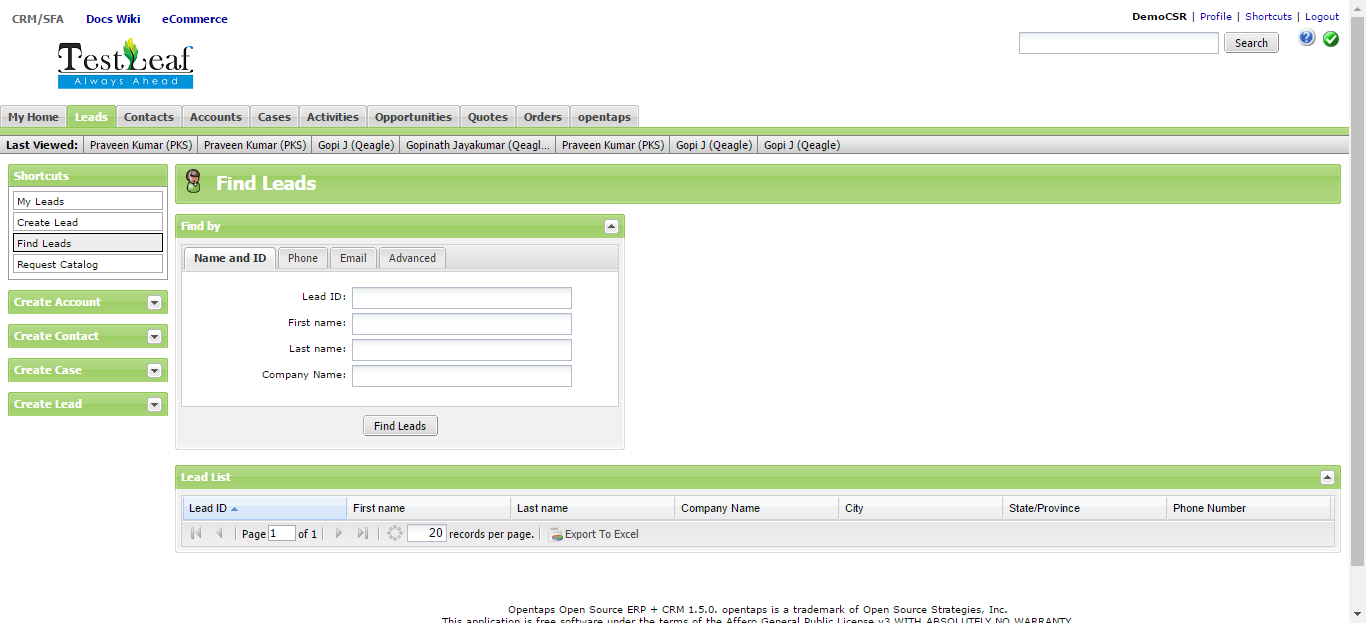 CRM/SFA Docs Wiki eCommerce
DemoCSR | Profile | Shortcuts | Logout
TestLeaf
Always Ahead
Search
My Home Leads Contacts Accounts Cases Activities Opportunities Quotes Orders opentaps
Last Viewed: Praveen Kumar (PKS) Praveen Kumar (PKS) Gopi J (Qeagle) Gopinath Jayakumar (Qeagl... Praveen Kumar (PKS) Gopi J (Qeagle) Gopi J (Qeagle)
Shortcuts
My Leads
Create Lead
Find Leads
Request Catalog
Create Account
Create Contact
Create Case
Create Lead
Find Leads
Find by
Name and ID Phone Email Advanced
Lead ID:
First name:
Last name:
Company Name:
Find Leads
Lead List
Lead ID First name Last name Company Name City State/Province Phone Number
Page 1 of 1 20 records per page. Export To Excel
Opentaps Open Source ERP + CRM 1.5.0. opentaps is a trademark of Open Source Strategies, Inc.
This application is free software under the terms of the Affero General Public License v3 WITH ABSOLUTELY NO WARRANTY